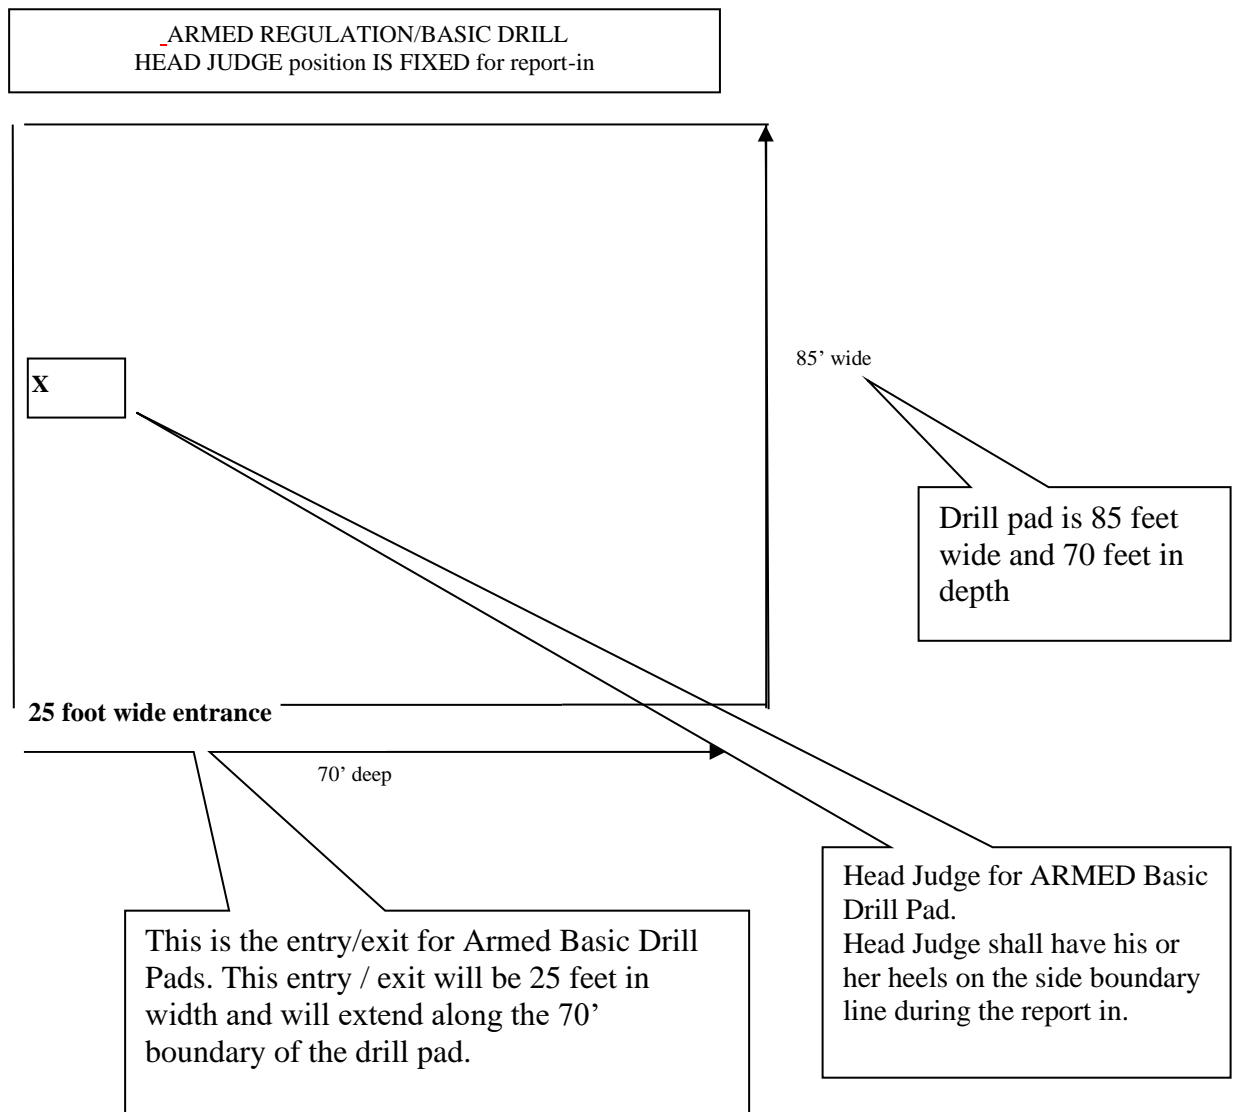 ARMED REGULATION/BASIC DRILL
HEAD JUDGE position IS FIXED for report-in
X
85’ wide
Drill pad is 85 feet
wide and 70 feet in
depth
25 foot wide entrance
70’ deep
Head Judge for ARMED Basic
Drill Pad.
Head Judge shall have his or
her heels on the side boundary
line during the report in.
This is the entry/exit for Armed Basic Drill
Pads. This entry / exit will be 25 feet in
width and will extend along the 70’
boundary of the drill pad.